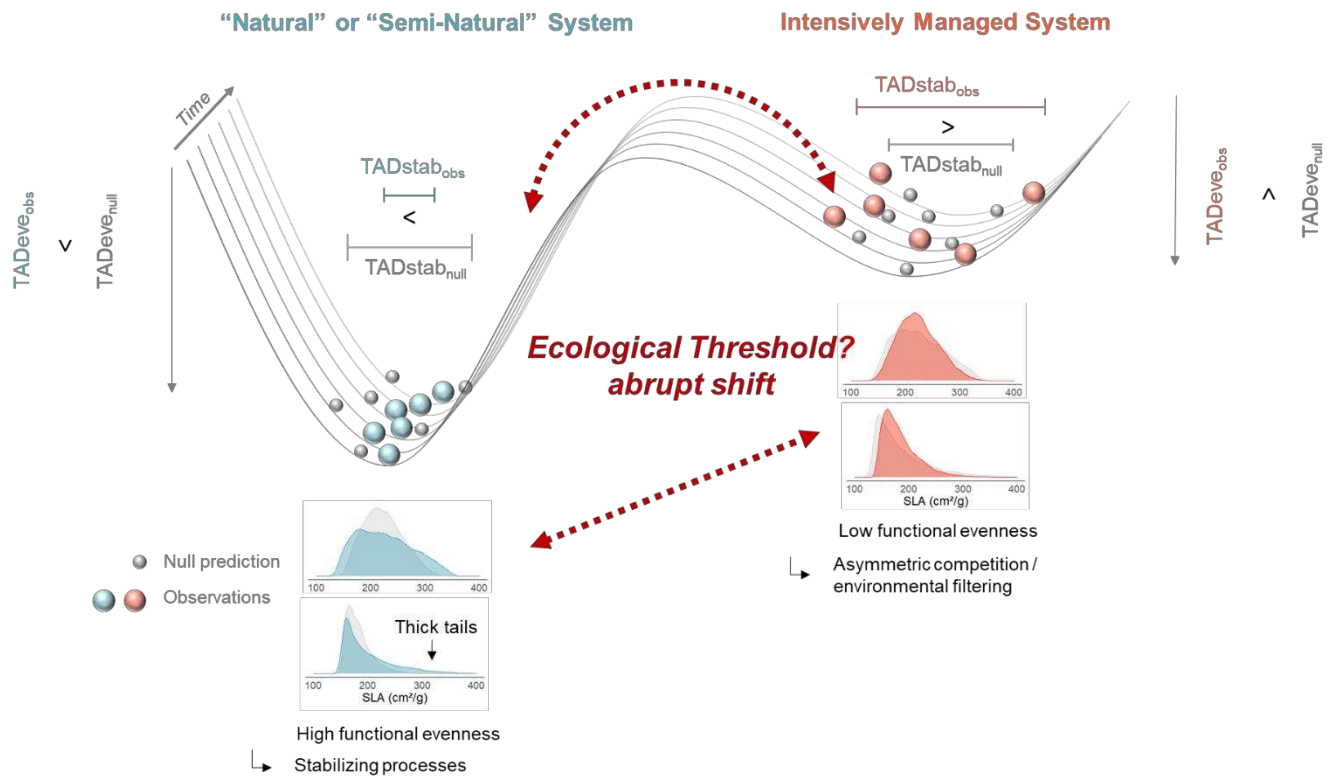 “Natural” or “Semi-Natural” System
Intensively Managed System
Time
TADstabobs
<
TADstabnull
TADstabobs
>
TADstabnull
TADeveobs
<
TADevenull
TADeveobs
>
TADevenull
Ecological Threshold?
abrupt shift
Null prediction
Observations
100 200 300 400
Thick tails
100 200 300 400
SLA (cm²/g)
High functional evenness
Stabilizing processes
100 200 300 400
100 200 300 400
SLA (cm²/g)
Low functional evenness
Asymmetric competition /
environmental filtering